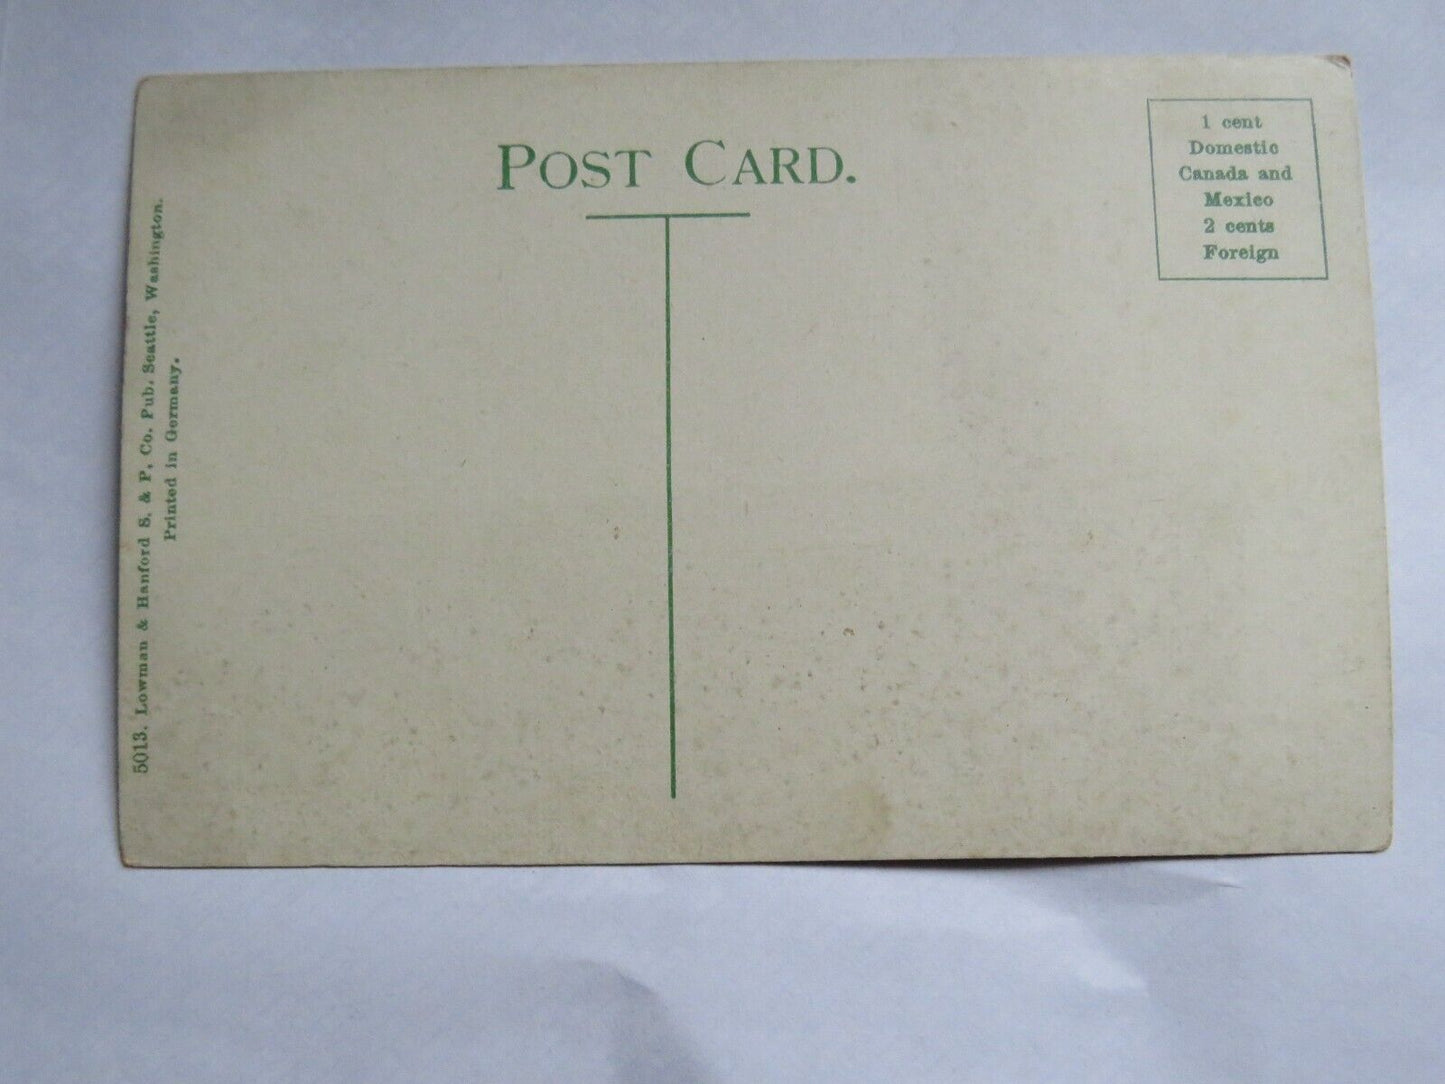 POST CARD.
1 cent
Domestic
Canada and
Mexico
2 cents
Foreign
5013. Lowman & Hanford S. & P. Co. Pub. Seattle, Washington.
Printed in Germany.